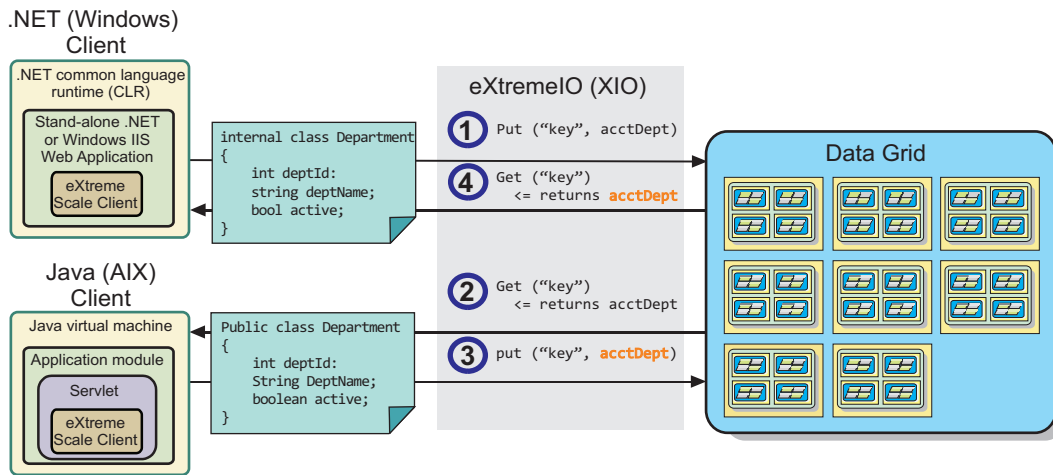 .NET (Windows)
Client
.NET common language
runtime (CLR)
Stand-alone .NET
or Windows IIS
Web Application
eXtreme
Scale Client
internal class Department
{
int deptId:
string deptName;
bool active;
}
eXtremeIO (XIO)
1 Put (“key”, acctDept)
4 Get (“key”)
<= returns acctDept
Data Grid
Java (AIX)
Client
Java virtual machine
Application module
Servlet
eXtreme
Scale Client
Public class Department
{
int deptId:
String DeptName;
boolean active;
}
2 Get (“key”)
<= returns acctDept
3 put (“key”, acctDept)